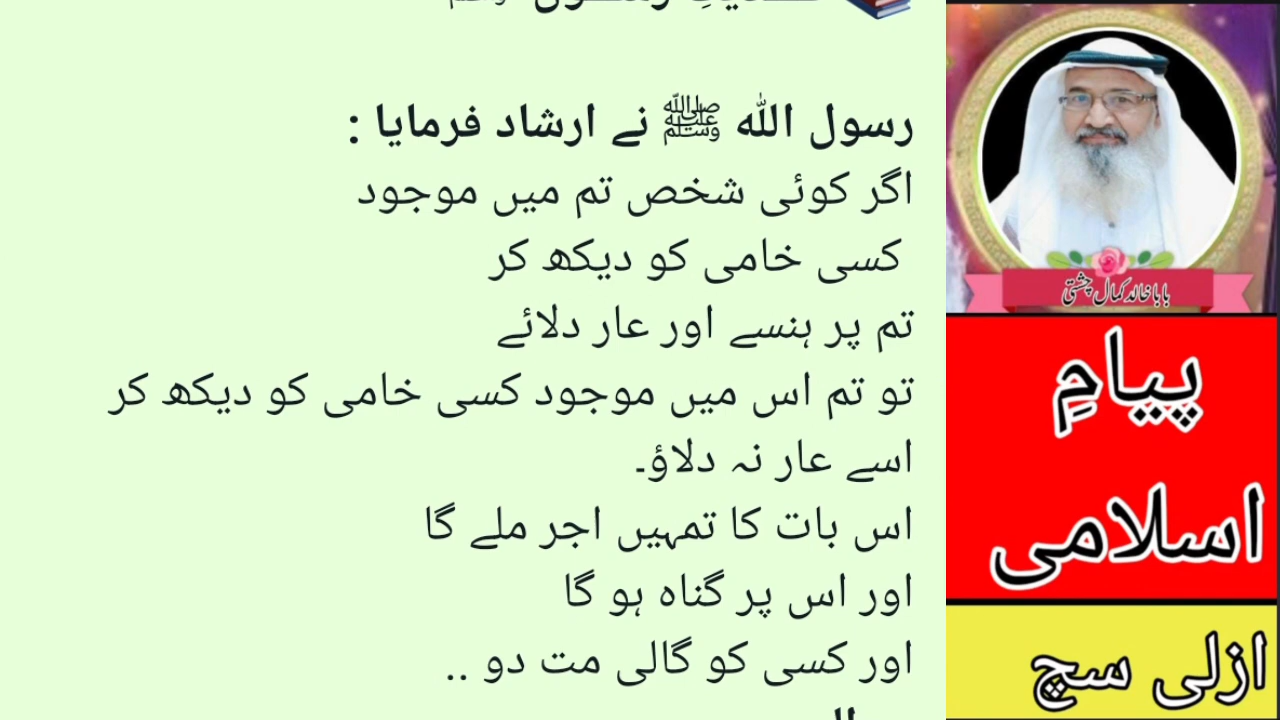 رسول اللہ ﷺ نے ارشاد فرمایا :
اگر کوئی شخص تم میں موجود
کسی خامی کو دیکھ کر
تم پر ہنسے اور عار دلائے
تو تم اس میں موجود کسی خامی کو دیکھ کر
اسے عار نہ دلاؤ۔
اس بات کا تمہیں اجر ملے گا
اور اس پر گناہ ہو گا
اور کسی کو گالی مت دو ..
بابا خالد کمال چشتی
پیامِ
اسلامی
ازلی سچ